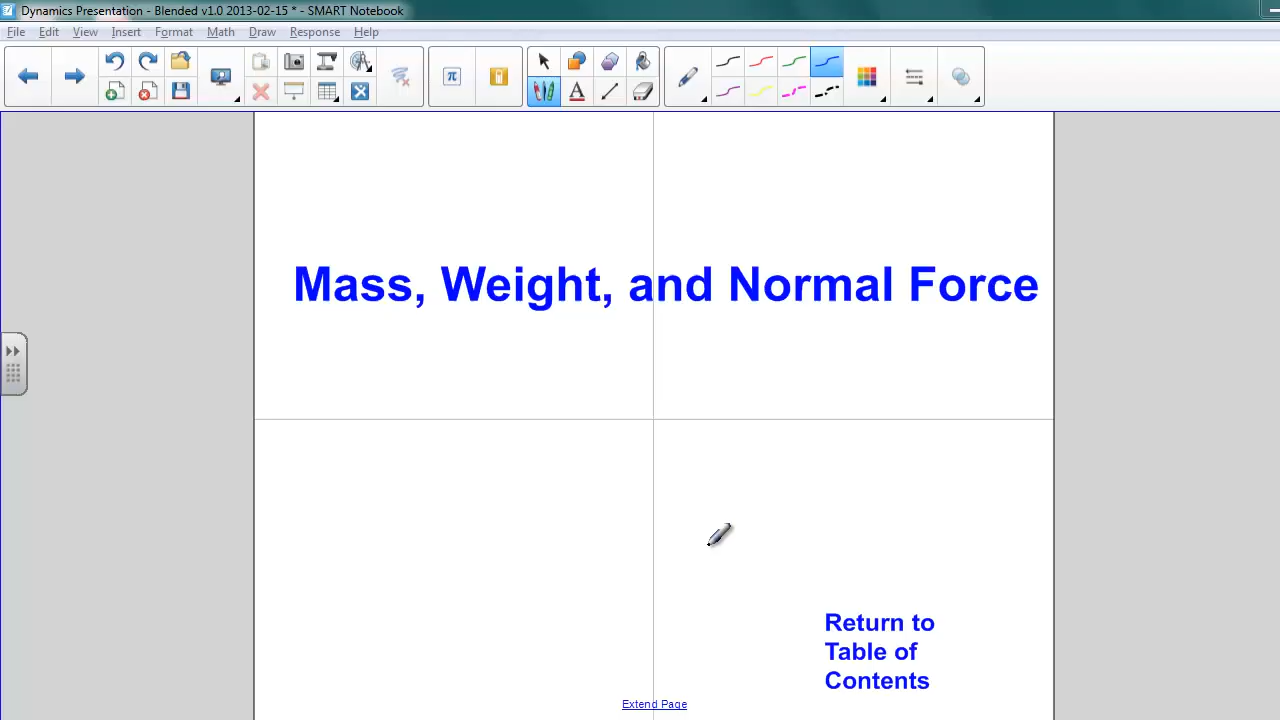 Dynamics Presentation - Blended v1.0 2013-02-15 * - SMART Notebook
File Edit View Insert Format Math Draw Response Help
π
A
Mass, Weight, and Normal Force
Return to
Table of
Contents
Extend Page